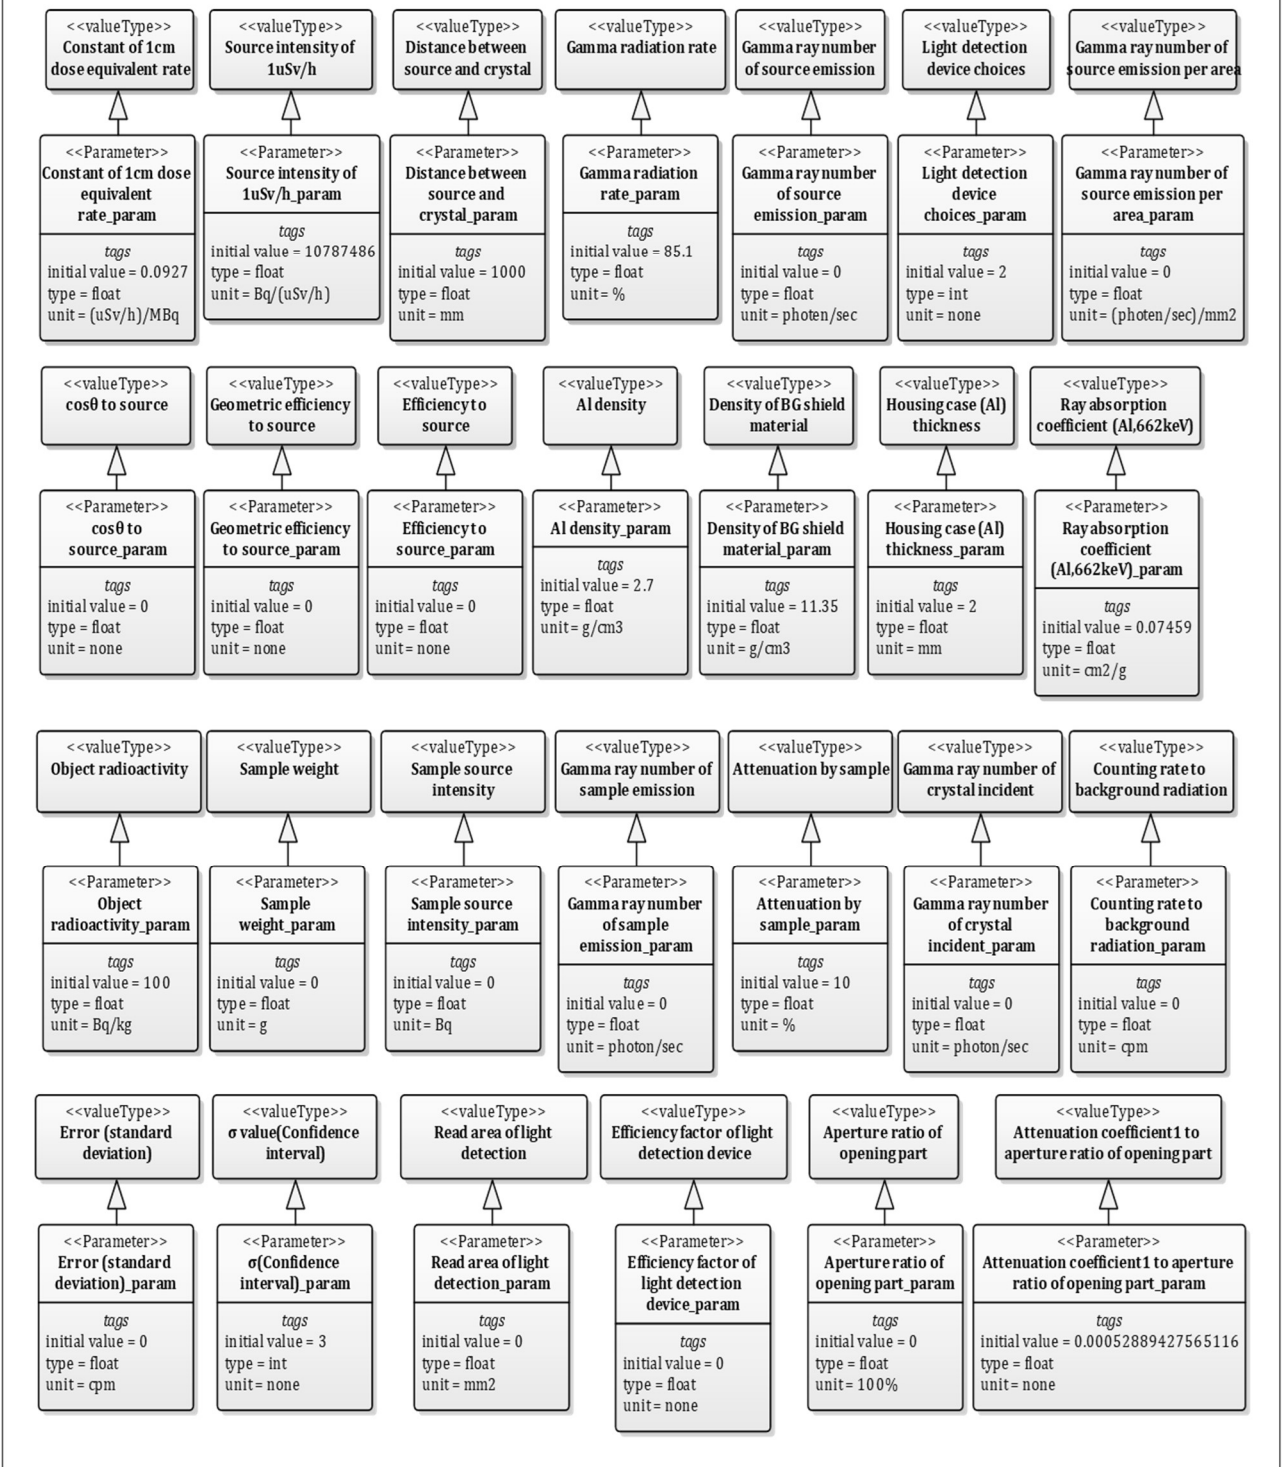 <<valueType>>
Constant of 1cm
dose equivalent rate
<<valueType>>
Source intensity of
1uSv/h
<<valueType>>
Distance between
source and crystal
<<valueType>>
Gamma radiation rate
<<valueType>>
Gamma ray number
of source emission
<<valueType>>
Light detection
device choices
<<valueType>>
Gamma ray number of
source emission per area
<<Parameter>>
Constant of 1cm dose
equivalent
rate_param
tags
initial value = 0.0927
type = float
unit = (uSv/h)/MBq
<<Parameter>>
Source intensity of
1uSv/h_param
tags
initial value = 10787486
type = float
unit = Bq/(uSv/h)
<<Parameter>>
Distance between
source and
crystal_param
tags
initial value = 1000
type = float
unit = mm
<<Parameter>>
Gamma radiation
rate_param
tags
initial value = 85.1
type = float
unit = %
<<Parameter>>
Gamma ray number
of source
emission_param
tags
initial value = 0
type = float
unit = photen/sec
<<Parameter>>
Light detection
device
choices_param
tags
initial value = 2
type = int
unit = none
<<Parameter>>
Gamma ray number of
source emission per
area_param
tags
initial value = 0
type = float
unit = (photen/sec)/mm2
<<valueType>>
cosθ to source
<<valueType>>
Geometric efficiency
to source
<<valueType>>
Efficiency to
source
<<valueType>>
Al density
<<valueType>>
Density of BG shield
material
<<valueType>>
Housing case (Al)
thickness
<<valueType>>
Ray absorption
coefficient (Al,662keV)
<<Parameter>>
cosθ to
source_param
tags
initial value = 0
type = float
unit = none
<<Parameter>>
Geometric efficiency
to source_param
tags
initial value = 0
type = float
unit = none
<<Parameter>>
Efficiency to
source_param
tags
initial value = 0
type = float
unit = none
<<Parameter>>
Al density_param
tags
initial value = 2.7
type = float
unit = g/cm3
<<Parameter>>
Density of BG shield
material_param
tags
initial value = 11.35
type = float
unit = g/cm3
<<Parameter>>
Housing case (Al)
thickness_param
tags
initial value = 2
type = float
unit = mm
<<Parameter>>
Ray absorption
coefficient
(Al,662keV)_param
tags
initial value = 0.07459
type = float
unit = cm2/g
<<valueType>>
Object radioactivity
<<valueType>>
Sample weight
<<valueType>>
Sample source
intensity
<<valueType>>
Gamma ray number of
sample emission
<<valueType>>
Attenuation by sample
<<valueType>>
Gamma ray number of
crystal incident
<<valueType>>
Counting rate to
background radiation
<<Parameter>>
Object
radioactivity_param
tags
initial value = 100
type = float
unit = Bq/kg
<<Parameter>>
Sample
weight_param
tags
initial value = 0
type = float
unit = g
<<Parameter>>
Sample source
intensity_param
tags
initial value = 0
type = float
unit = Bq
<<Parameter>>
Gamma ray number
of sample
emission_param
tags
initial value = 0
type = float
unit = photon/sec
<<Parameter>>
Attenuation by
sample_param
tags
initial value = 10
type = float
unit = %
<<Parameter>>
Gamma ray number
of crystal
incident_param
tags
initial value = 0
type = float
unit = photon/sec
<<Parameter>>
Counting rate to
background
radiation_param
tags
initial value = 0
type = float
unit = cpm
<<valueType>>
Error (standard
deviation)
<<valueType>>
σ value(Confidence
interval)
<<valueType>>
Read area of light
detection
<<valueType>>
Efficiency factor of light
detection device
<<valueType>>
Aperture ratio of
opening part
<<valueType>>
Attenuation coefficient1 to
aperture ratio of opening part
<<Parameter>>
Error (standard
deviation)_param
tags
initial value = 0
type = float
unit = cpm
<<Parameter>>
σ(Confidence
interval)_param
tags
initial value = 3
type = int
unit = none
<<Parameter>>
Read area of light
detection_param
tags
initial value = 0
type = float
unit = mm2
<<Parameter>>
Efficiency factor of
light detection
device_param
tags
initial value = 0
type = float
unit = none
<<Parameter>>
Aperture ratio of
opening part_param
tags
initial value = 0
type = float
unit = 100%
<<Parameter>>
Attenuation coefficient1 to aperture
ratio of opening part_param
tags
initial value = 0.00052889427565116
type = float
unit = none